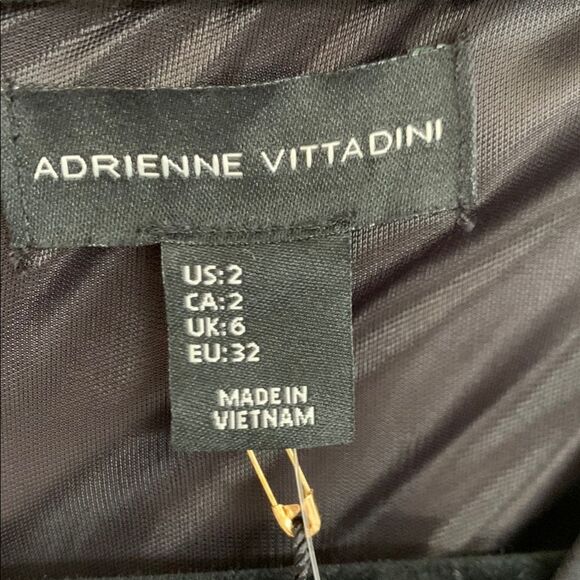 ADRIENNE VITTADINI
US:2
CA:2
UK:6
EU:32
MADE IN
VIETNAM